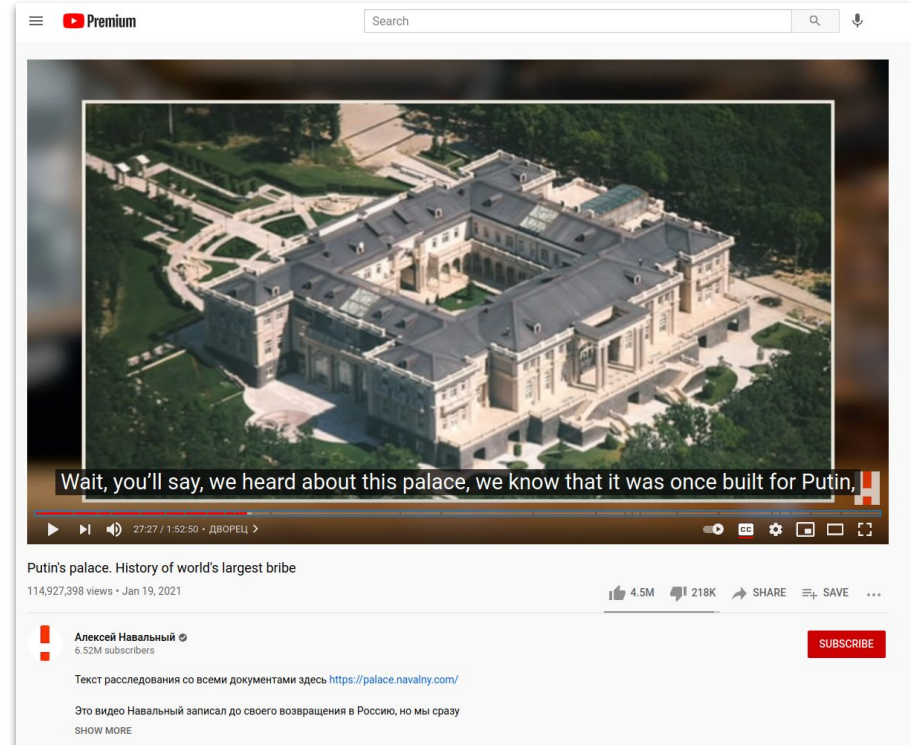 Premium
Search
Wait, you'll say, we heard about this palace, we know that it was once built for Putin,
27:27 / 1:52:50 • ДВОРЕЦ >
CC
Putin's palace. History of world's largest bribe
114,927,398 views • Jan 19, 2021
4.5M 218K SHARE SAVE ...
Алексей Навальный
6.52M subscribers
SUBSCRIBE
Текст расследования со всеми документами здесь https://palace.navalny.com/
Это видео Навальный записал до своего возвращения в Россию, но мы сразу
SHOW MORE